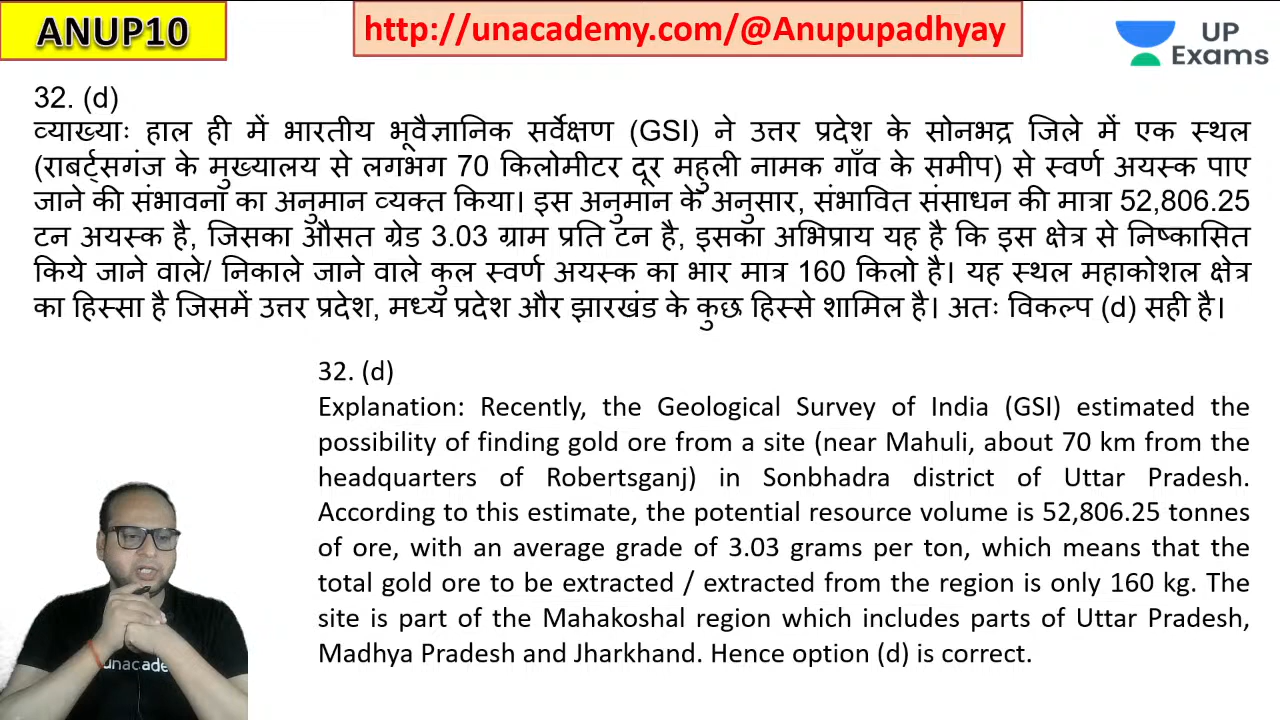 ANUP10
http://unacademy.com/@Anupupadhyay
UP
Exams
32. (d)
व्याख्याः हाल ही में भारतीय भूवैज्ञानिक सर्वेक्षण (GSI) ने उत्तर प्रदेश के सोनभद्र जिले में एक स्थल
(राबर्ट्सगंज के मुख्यालय से लगभग 70 किलोमीटर दूर महुली नामक गाँव के समीप) से स्वर्ण अयस्क पाए
जाने की संभावना का अनुमान व्यक्त किया। इस अनुमान के अनुसार, संभावित संसाधन की मात्रा 52,806.25
टन अयस्क है, जिसका औसत ग्रेड 3.03 ग्राम प्रति टन है, इसका अभिप्राय यह है कि इस क्षेत्र से निष्कासित
किये जाने वाले/ निकाले जाने वाले कुल स्वर्ण अयस्क का भार मात्र 160 किलो है। यह स्थल महाकोशल क्षेत्र
का हिस्सा है जिसमें उत्तर प्रदेश, मध्य प्रदेश और झारखंड के कुछ हिस्से शामिल है। अतः विकल्प (d) सही है।
32. (d)
Explanation: Recently, the Geological Survey of India (GSI) estimated the
possibility of finding gold ore from a site (near Mahuli, about 70 km from the
headquarters of Robertsganj) in Sonbhadra district of Uttar Pradesh.
According to this estimate, the potential resource volume is 52,806.25 tonnes
of ore, with an average grade of 3.03 grams per ton, which means that the
total gold ore to be extracted / extracted from the region is only 160 kg. The
site is part of the Mahakoshal region which includes parts of Uttar Pradesh,
Madhya Pradesh and Jharkhand. Hence option (d) is correct.
unacade